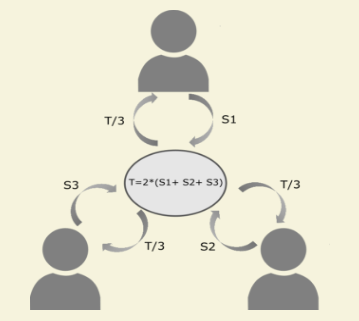 T/3 S1
T=2*(S1+ S2+ S3)
S3 T/3
T/3 S2